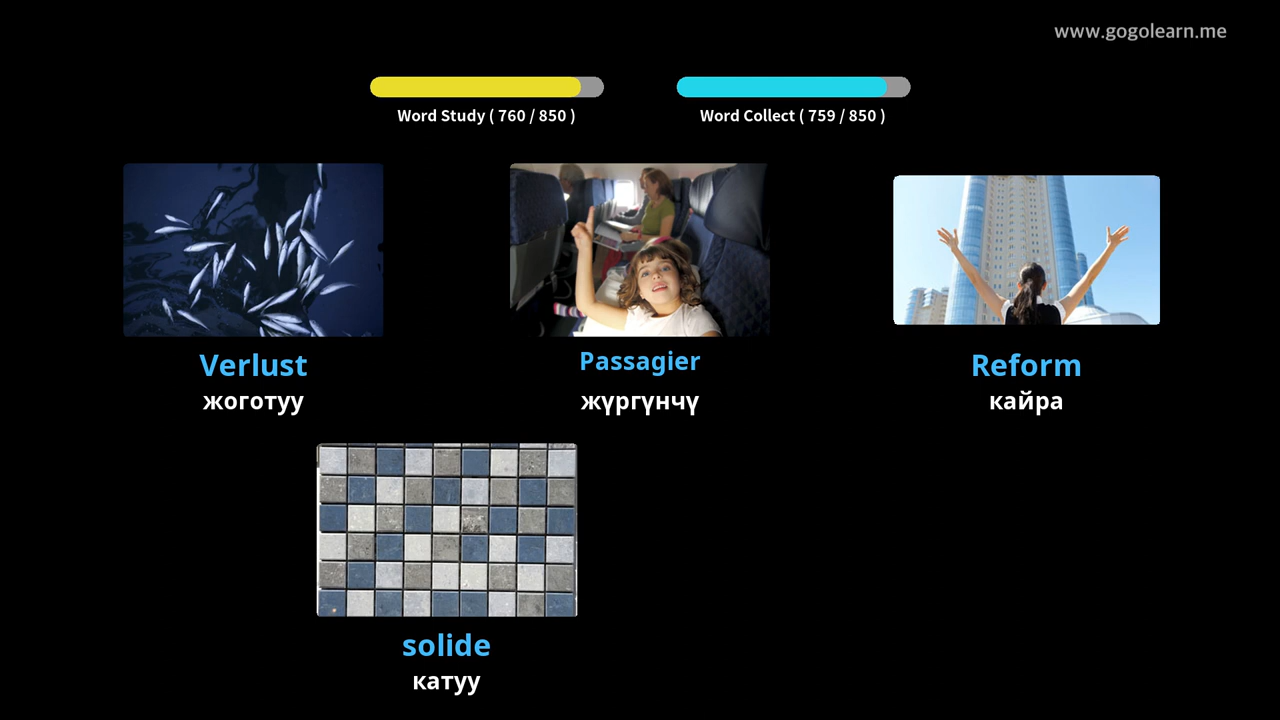 www.gogolearn.me
Word Study ( 760 / 850 )
Word Collect ( 759 / 850 )
Verlust
жоготуу
Passagier
жүргүнчү
Reform
кайра
solide
катуу